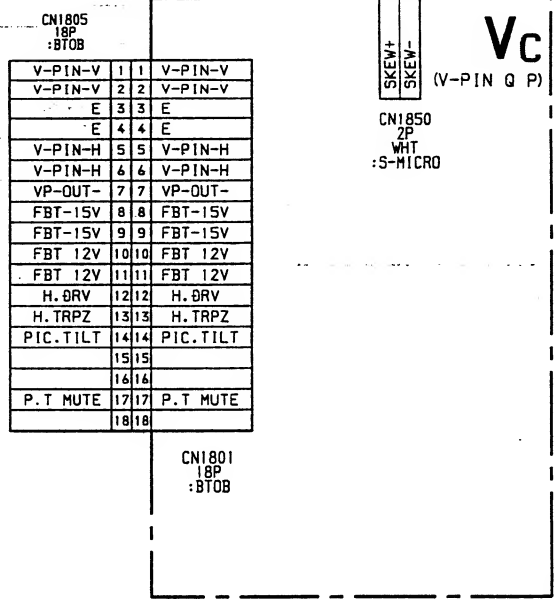 CN1805
18P
:BTOB
V-PIN-V 1 1 V-PIN-V
V-PIN-V 2 2 V-PIN-V
E 3 3 E
E 4 4 E
V-PIN-H 5 5 V-PIN-H
V-PIN-H 6 6 V-PIN-H
VP-OUT- 7 7 VP-OUT-
FBT-15V 8 8 FBT-15V
FBT-15V 9 9 FBT-15V
FBT 12V 10 10 FBT 12V
FBT 12V 11 11 FBT 12V
H.DRV 12 12 H.DRV
H.TRPZ 13 13 H.TRPZ
PIC.TILT 14 14 PIC.TILT
15 15
16 16
P.T MUTE 17 17 P.T MUTE
18 18
CN1801
18P
:BTOB
SKEW+
SKEW-
CN1850
2P
WHT
:S-MICRO
VC
(V-PIN Q P)